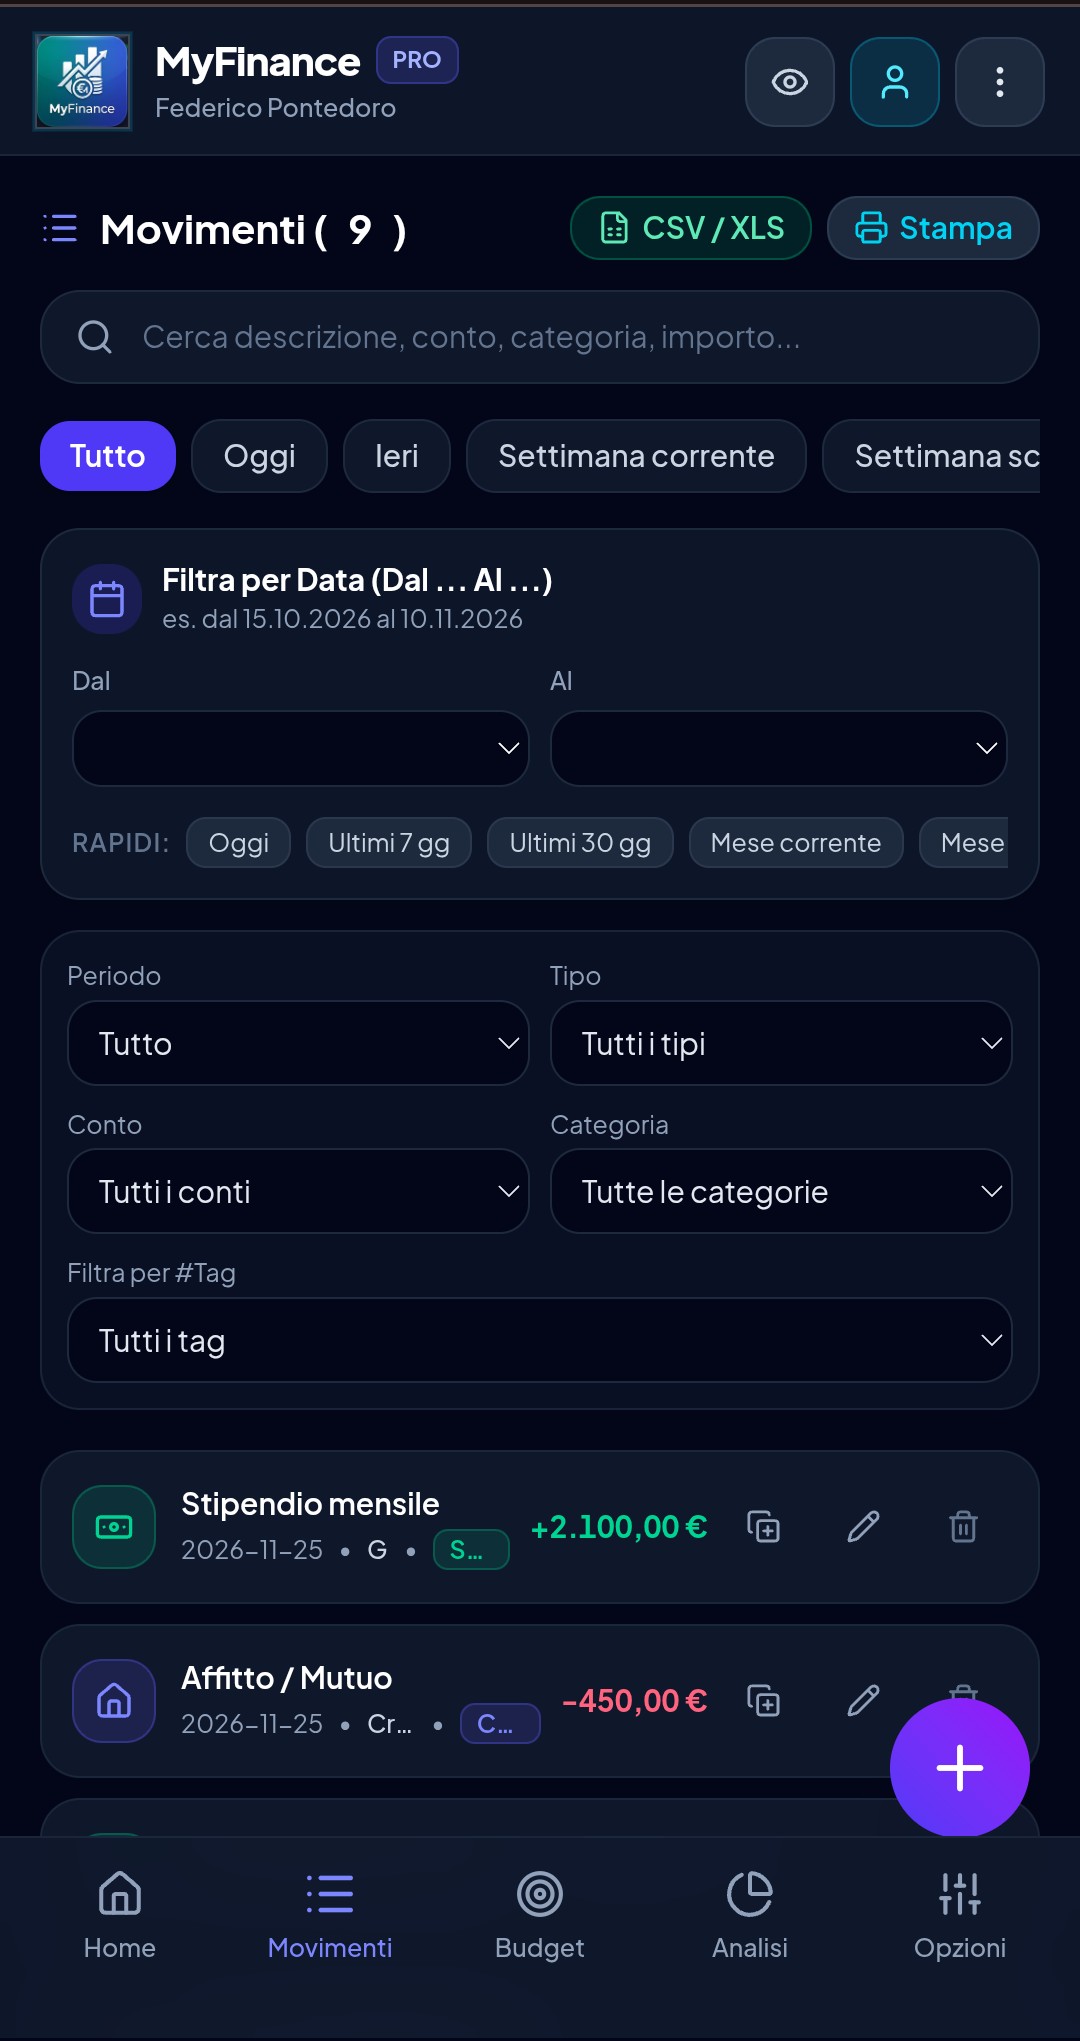 MyFinance PRO
MyFinance
Federico Pontedoro
Movimenti ( 9 ) CSV / XLS Stampa
Cerca descrizione, conto, categoria, importo...
Tutto Oggi Ieri Settimana corrente Settimana sc
Filtra per Data (Dal ... Al ...)
es. dal 15.10.2026 al 10.11.2026
Dal Al
RAPIDI: Oggi Ultimi 7 gg Ultimi 30 gg Mese corrente Mese
Periodo Tipo
Tutto Tutti i tipi
Conto Categoria
Tutti i conti Tutte le categorie
Filtra per #Tag
Tutti i tag
Stipendio mensile
2026-11-25 • G • S... +2.100,00 €
Affitto / Mutuo
2026-11-25 • Cr... • C... -450,00 €
Home Movimenti Budget Analisi Opzioni